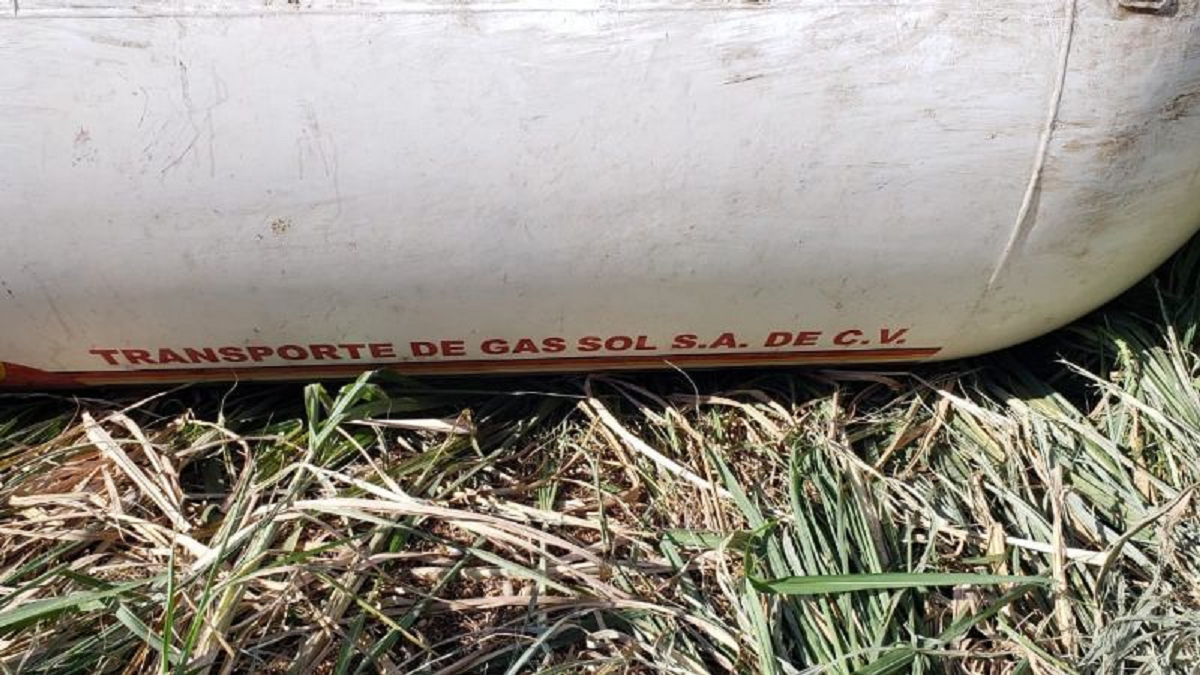 TRANSPORTE DE GAS SOL S.A. DE C.V.